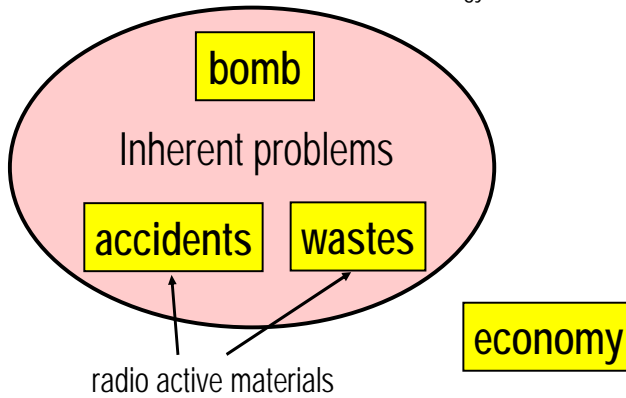 bomb
Inherent problems
accidents wastes
economy
radio active materials